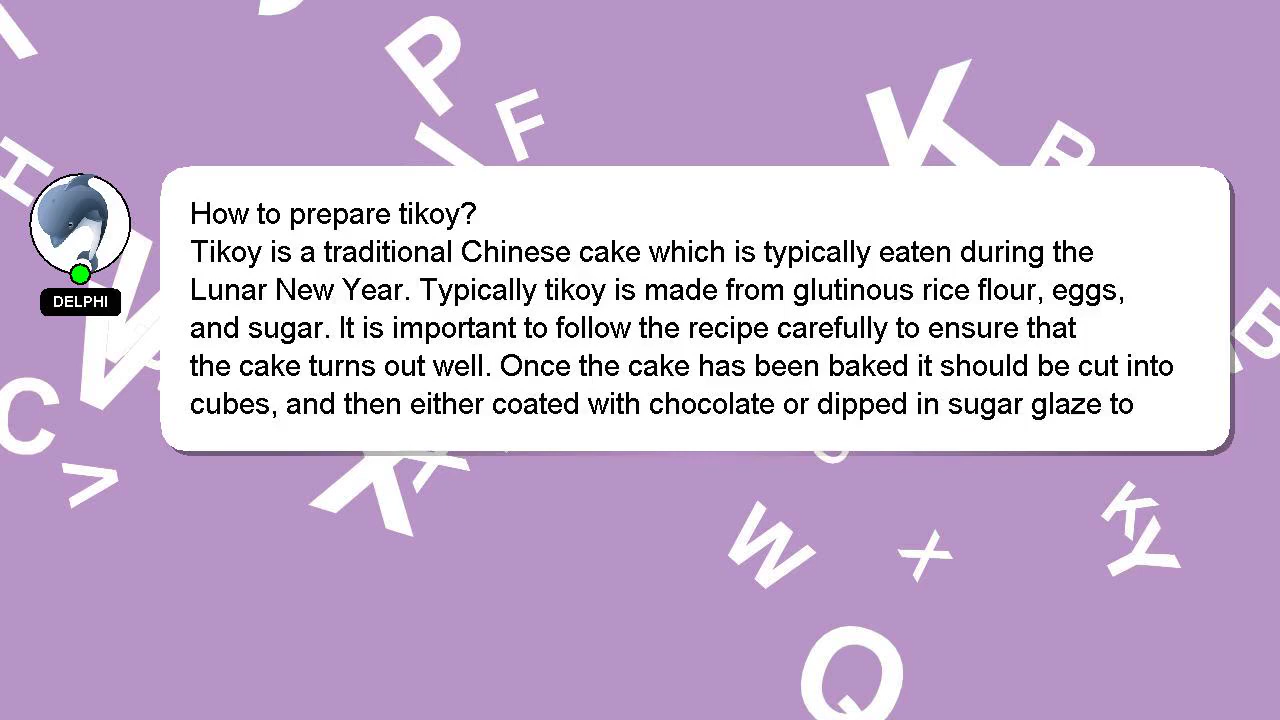 How to prepare tikoy?
Tikoy is a traditional Chinese cake which is typically eaten during the
Lunar New Year. Typically tikoy is made from glutinous rice flour, eggs,
and sugar. It is important to follow the recipe carefully to ensure that
the cake turns out well. Once the cake has been baked it should be cut into
cubes, and then either coated with chocolate or dipped in sugar glaze to
DELPHI
P
F
K
R
H
C
V
X
X
W
X
K
Y
B
Q